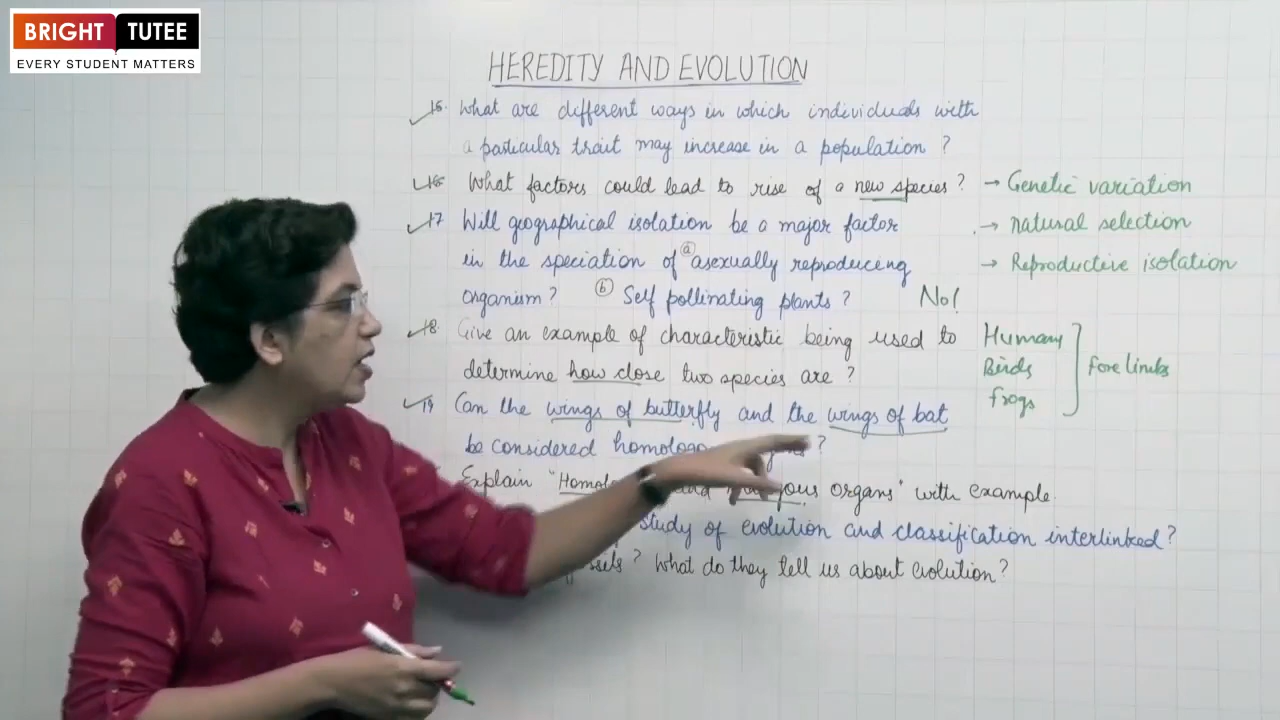 BRIGHT TUTEE
EVERY STUDENT MATTERS
HEREDITY AND EVOLUTION
15. What are different ways in which individuals with
a particular trait may increase in a population ?
16. What factors could lead to rise of a new species ? → Genetic variation
17 Will geographical isolation be a major factor → natural selection
in the speciation of (a) asexually reproducing → Reproductive isolation
organism ? (b) Self pollinating plants ? No!
18. Give an example of characteristic being used to Humans
determine how close two species are ? Birds Fore limbs
frogs
19 Can the wings of butterfly and the wings of bat
be considered ?
Explain " organs" with example.
study of evolution and classification interlinked ?
? What do they tell us about evolution ?